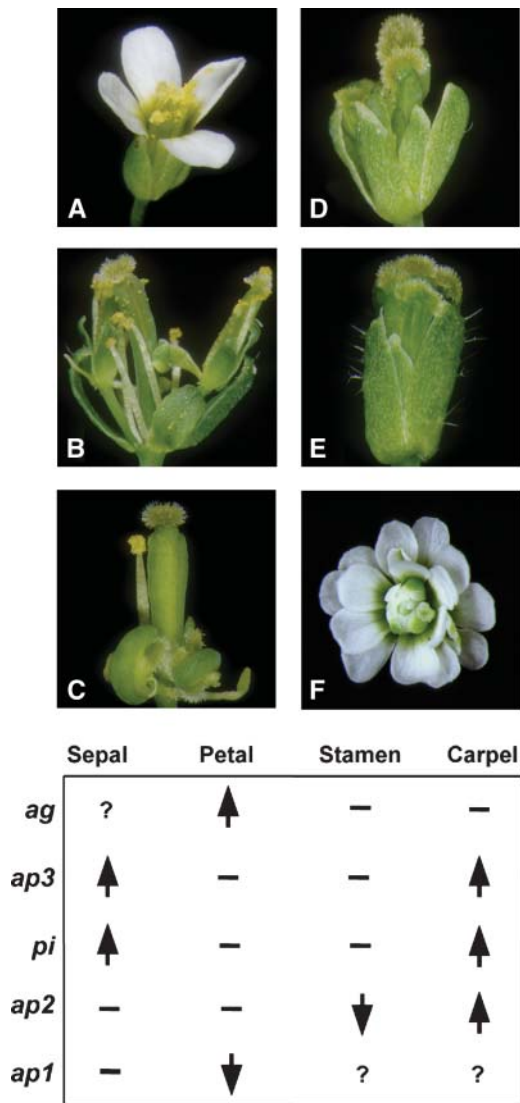 A
D
B
E
C
F
Sepal Petal Stamen Carpel
ag ? ↑ – –
ap3 ↑ – – ↑
pi ↑ – – ↑
ap2 – – ↓ ↑
ap1 – ↓ ? ?